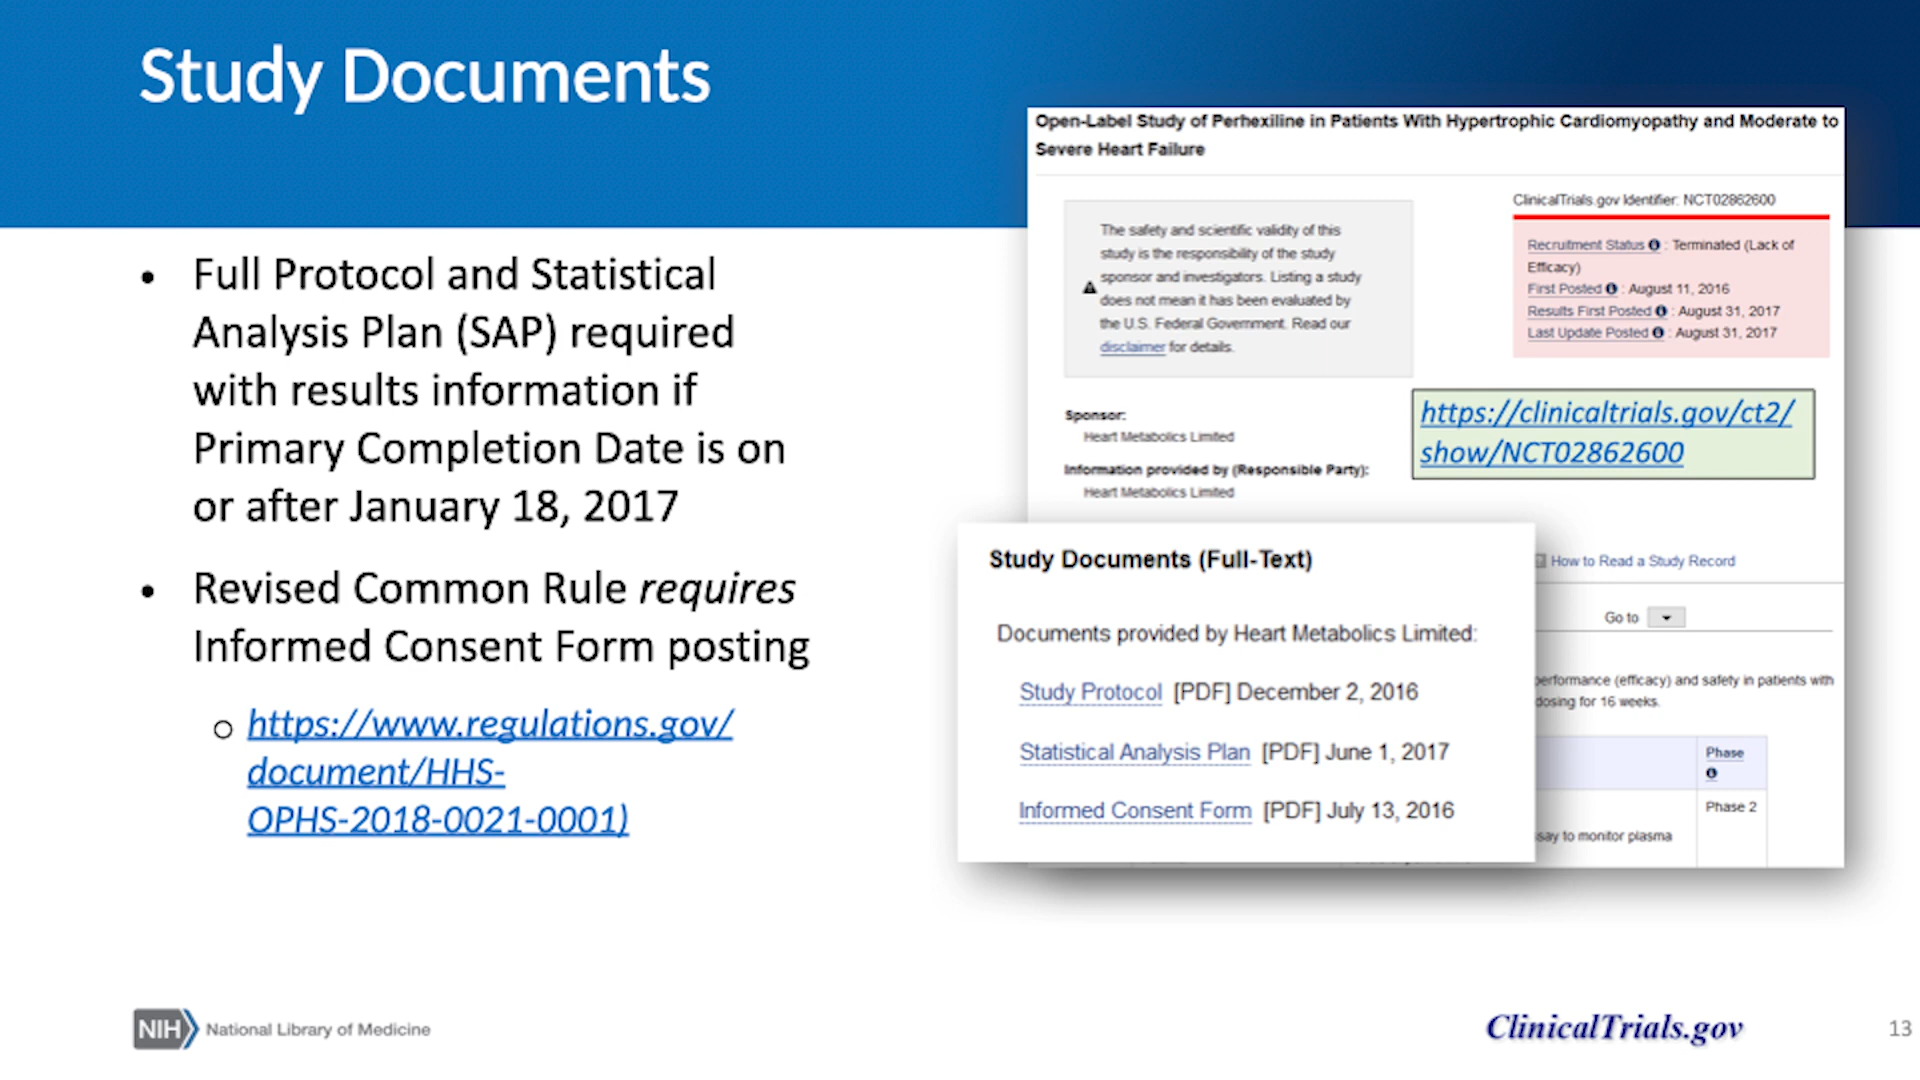 Study Documents
• Full Protocol and Statistical
Analysis Plan (SAP) required
with results information if
Primary Completion Date is on
or after January 18, 2017
• Revised Common Rule requires
Informed Consent Form posting
o https://www.regulations.gov/
document/HHS-
OPHS-2018-0021-0001)
Open-Label Study of Perhexiline in Patients With Hypertrophic Cardiomyopathy and Moderate to
Severe Heart Failure
The safety and scientific validity of this
study is the responsibility of the study
sponsor and investigators. Listing a study
does not mean it has been evaluated by
the U.S. Federal Government. Read our
disclaimer for details.
ClinicalTrials.gov Identifier: NCT02862600
Recruitment Status : Terminated (Lack of
Efficacy)
First Posted : August 11, 2016
Results First Posted : August 31, 2017
Last Update Posted : August 31, 2017
Sponsor:
Heart Metabolics Limited
Information provided by (Responsible Party):
Heart Metabolics Limited
https://clinicaltrials.gov/ct2/
show/NCT02862600
How to Read a Study Record
Go to
performance (efficacy) and safety in patients with
dosing for 16 weeks.
Phase
Phase 2
say to monitor plasma
Study Documents (Full-Text)
Documents provided by Heart Metabolics Limited:
Study Protocol [PDF] December 2, 2016
Statistical Analysis Plan [PDF] June 1, 2017
Informed Consent Form [PDF] July 13, 2016
NIH National Library of Medicine
ClinicalTrials.gov
13